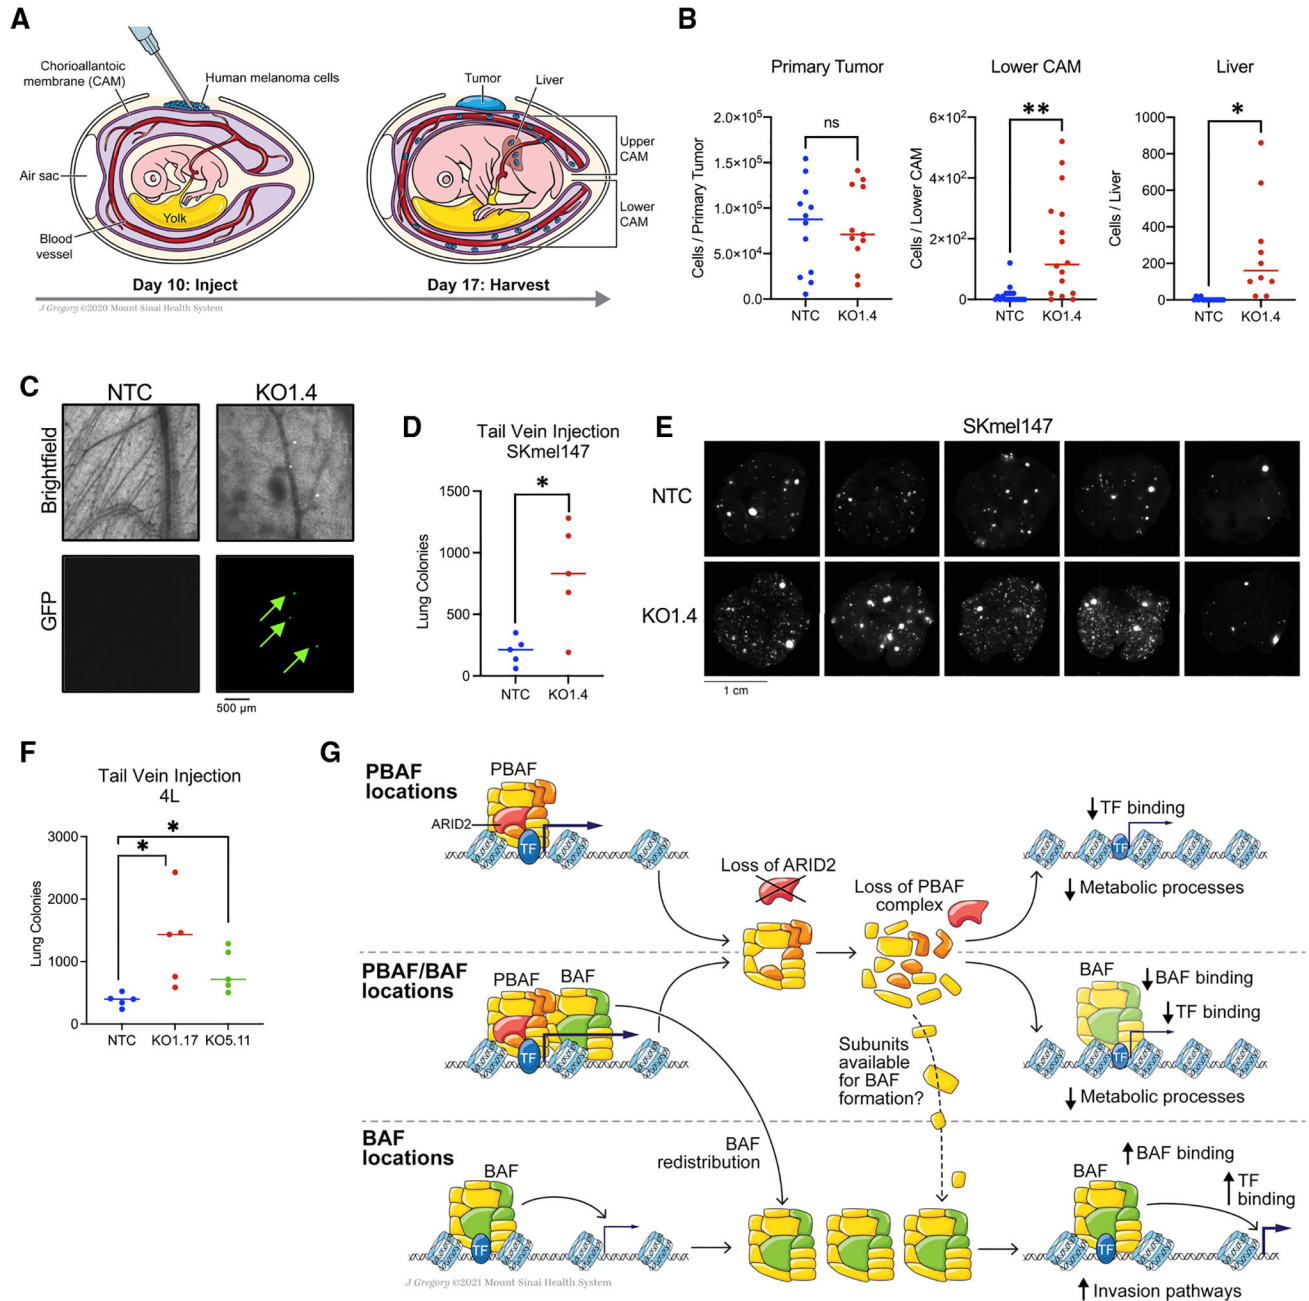 A
Chorioallantoic
membrane (CAM)
Human melanoma cells
Air sac
Yolk
Blood
vessel
Day 10: Inject
Tumor
Liver
Upper
CAM
Lower
CAM
Day 17: Harvest
J Gregory ©2020 Mount Sinai Health System
B
Primary Tumor
Cells / Primary Tumor
2.0×10⁵
1.5×10⁵
1.0×10⁵
5.0×10⁴
0.0
ns
NTC KO1.4
Lower CAM
Cells / Lower CAM
6×10²
4×10²
2×10²
0
**
NTC KO1.4
Liver
Cells / Liver
1000
800
600
400
200
0
*
NTC KO1.4
C
NTC KO1.4
Brightfield
GFP
500 µm
D
Tail Vein Injection
SKmel147
Lung Colonies
1500
1000
500
0
*
NTC KO1.4
E
SKmel147
NTC
KO1.4
1 cm
F
Tail Vein Injection
4L
Lung Colonies
3000
2000
1000
0
*
*
NTC KO1.17 KO5.11
G
PBAF
locations
PBAF
ARID2
TF
Loss of ARID2
Loss of PBAF
complex
TF binding
TF
Metabolic processes
PBAF/BAF
locations
PBAF BAF
TF
Subunits
available
for BAF
formation?
BAF
BAF binding
TF binding
TF
Metabolic processes
BAF
locations
BAF
TF
BAF
redistribution
BAF
BAF binding
TF
binding
TF
Invasion pathways
J Gregory ©2021 Mount Sinai Health System